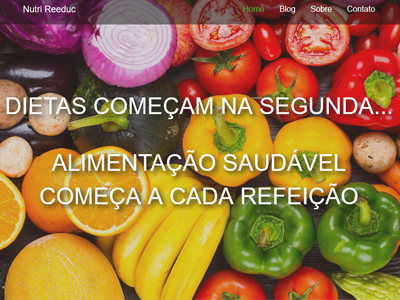 Nutri Reeduc
Home Blog Sobre Contato
DIETAS COMEÇAM NA SEGUNDA...
ALIMENTAÇÃO SAUDÁVEL
COMEÇA A CADA REFEIÇÃO